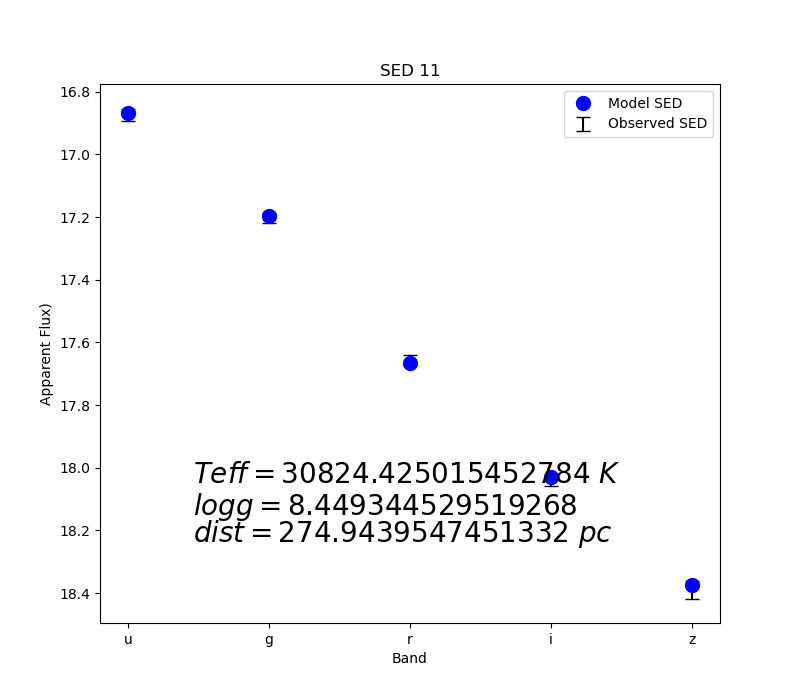 SED 11
Model SED
Observed SED
16.8
17.0
17.2
17.4
17.6
17.8
18.0
18.2
18.4
Apparent Flux)
Teff = 30824.425015452784 K
logg = 8.449344529519268
dist = 274.9439547451332 pc
u g r i z
Band